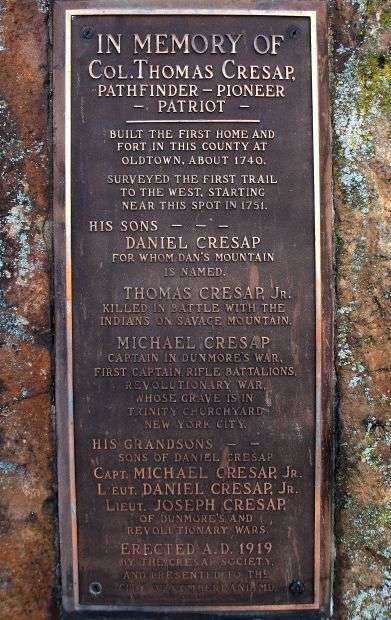 IN MEMORY OF
COL. THOMAS CRESAP,
PATHFINDER – PIONEER
– PATRIOT –
BUILT THE FIRST HOME AND
FORT IN THIS COUNTY AT
OLDTOWN, ABOUT 1740.
SURVEYED THE FIRST TRAIL
TO THE WEST, STARTING
NEAR THIS SPOT IN 1751.
HIS SONS – – –
DANIEL CRESAP
FOR WHOM DAN'S MOUNTAIN
IS NAMED.
THOMAS CRESAP, JR.
KILLED IN BATTLE WITH THE
INDIANS ON SAVAGE MOUNTAIN.
MICHAEL CRESAP
CAPTAIN IN DUNMORE'S WAR,
FIRST CAPTAIN, RIFLE BATTALIONS,
REVOLUTIONARY WAR,
WHOSE GRAVE IS IN
TRINITY CHURCHYARD
NEW YORK CITY.
HIS GRANDSONS – –
SONS OF DANIEL CRESAP
CAPT. MICHAEL CRESAP, JR.
LIEUT. DANIEL CRESAP, JR.
LIEUT. JOSEPH CRESAP
OF DUNMORE'S AND
REVOLUTIONARY WARS
ERECTED A.D. 1919
BY THE CRESAP SOCIETY,
AND PRESENTED TO THE
CITY OF CUMBERLAND, MD.